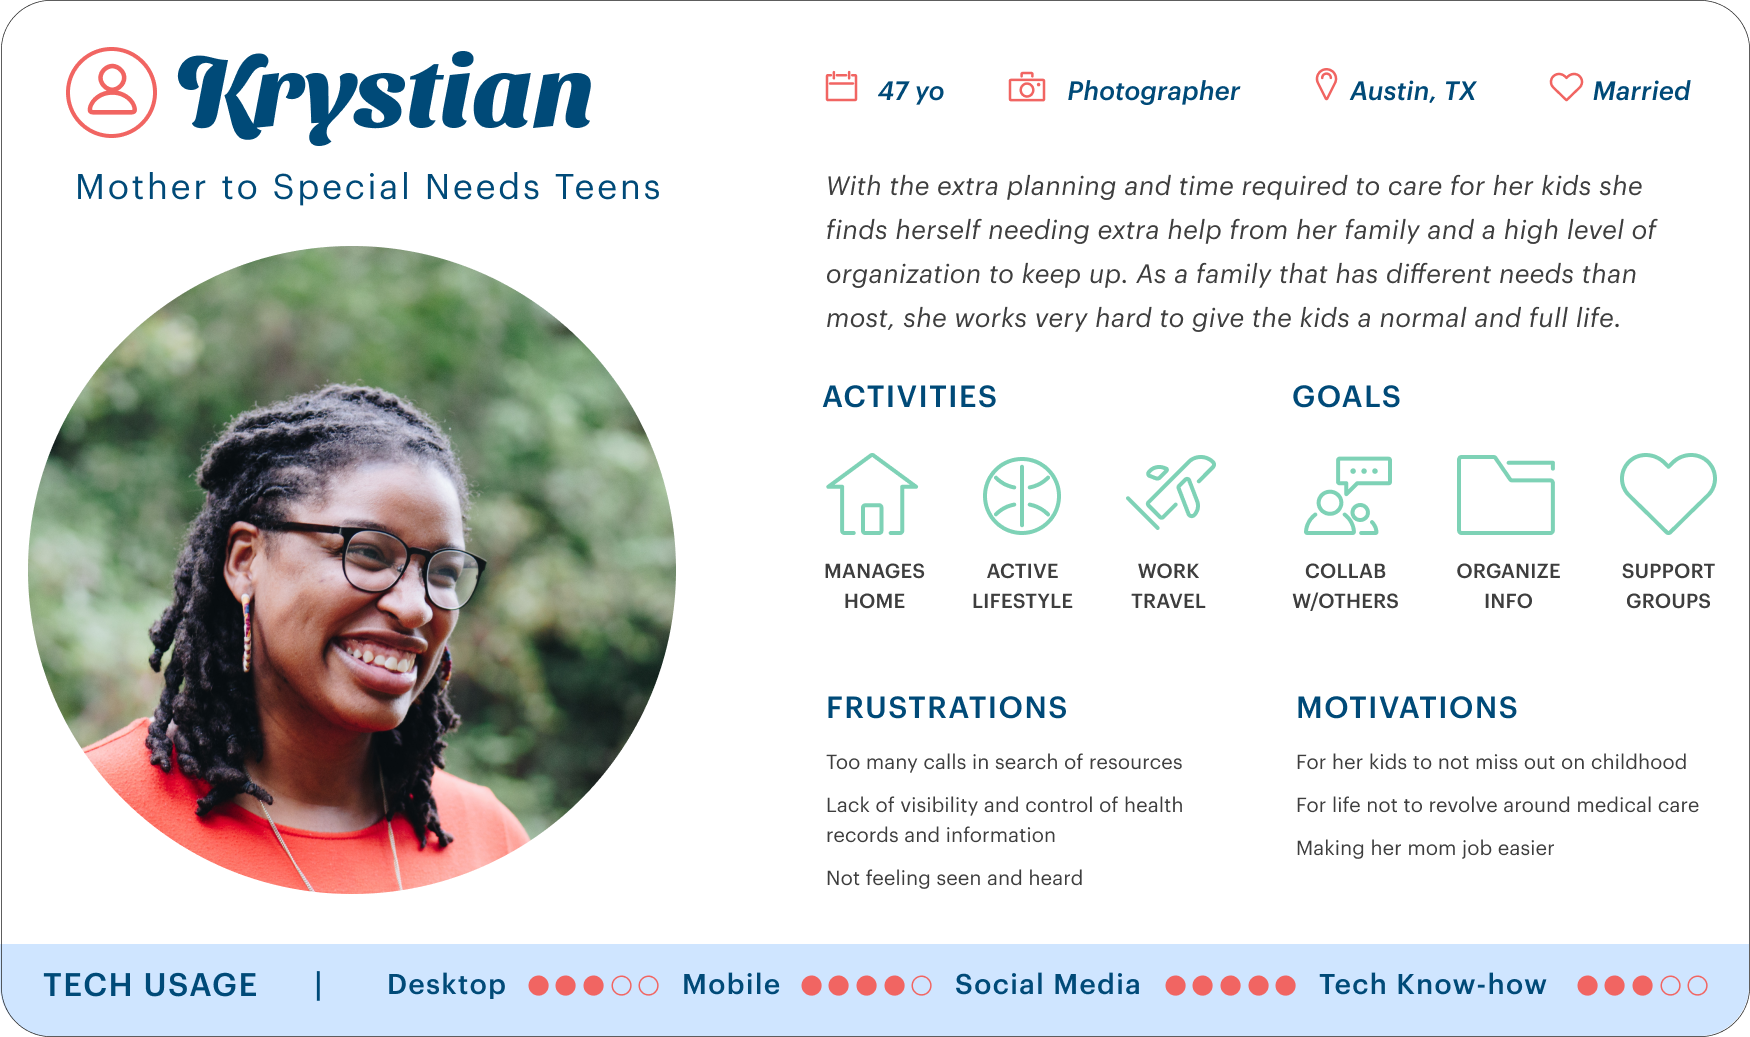 Krystian
Mother to Special Needs Teens
47 yo
Photographer
Austin, TX
Married
With the extra planning and time required to care for her kids she
finds herself needing extra help from her family and a high level of
organization to keep up. As a family that has different needs than
most, she works very hard to give the kids a normal and full life.
ACTIVITIES
MANAGES
HOME
ACTIVE
LIFESTYLE
WORK
TRAVEL
GOALS
COLLAB
W/OTHERS
ORGANIZE
INFO
SUPPORT
GROUPS
FRUSTRATIONS
Too many calls in search of resources
Lack of visibility and control of health
records and information
Not feeling seen and heard
MOTIVATIONS
For her kids to not miss out on childhood
For life not to revolve around medical care
Making her mom job easier
TECH USAGE | Desktop Mobile Social Media Tech Know-how